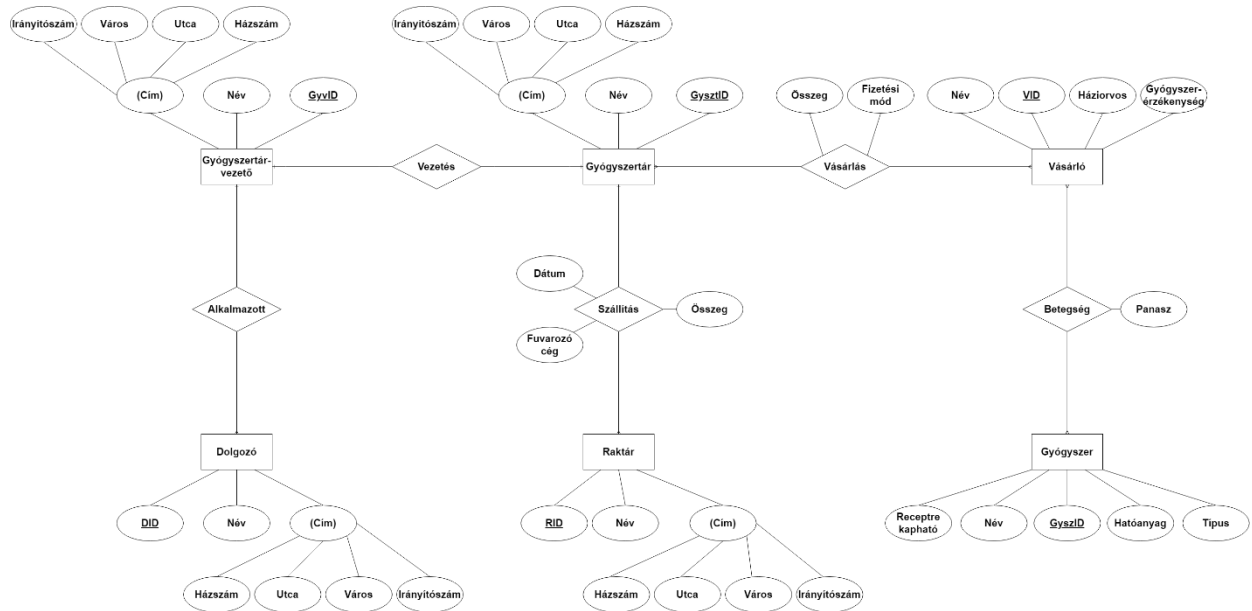 Irányítószám
Város
Utca
Házszám
Irányítószám
Város
Utca
Házszám
(Cím)
Név
GyvID
(Cím)
Név
GysztID
Összeg
Fizetési
mód
Név
VID
Háziorvos
Gyógyszer-
érzékenység
Gyógyszertár-
vezető
Vezetés
Gyógyszertár
Vásárlás
Vásárló
Dátum
Alkalmazott
Szállítás
Összeg
Betegség
Panasz
Fuvarozó
cég
Dolgozó
Raktár
Gyógyszer
DID
Név
(Cím)
RID
Név
(Cím)
Receptre
kapható
Név
GyszID
Hatóanyag
Típus
Házszám
Utca
Város
Irányítószám
Házszám
Utca
Város
Irányítószám